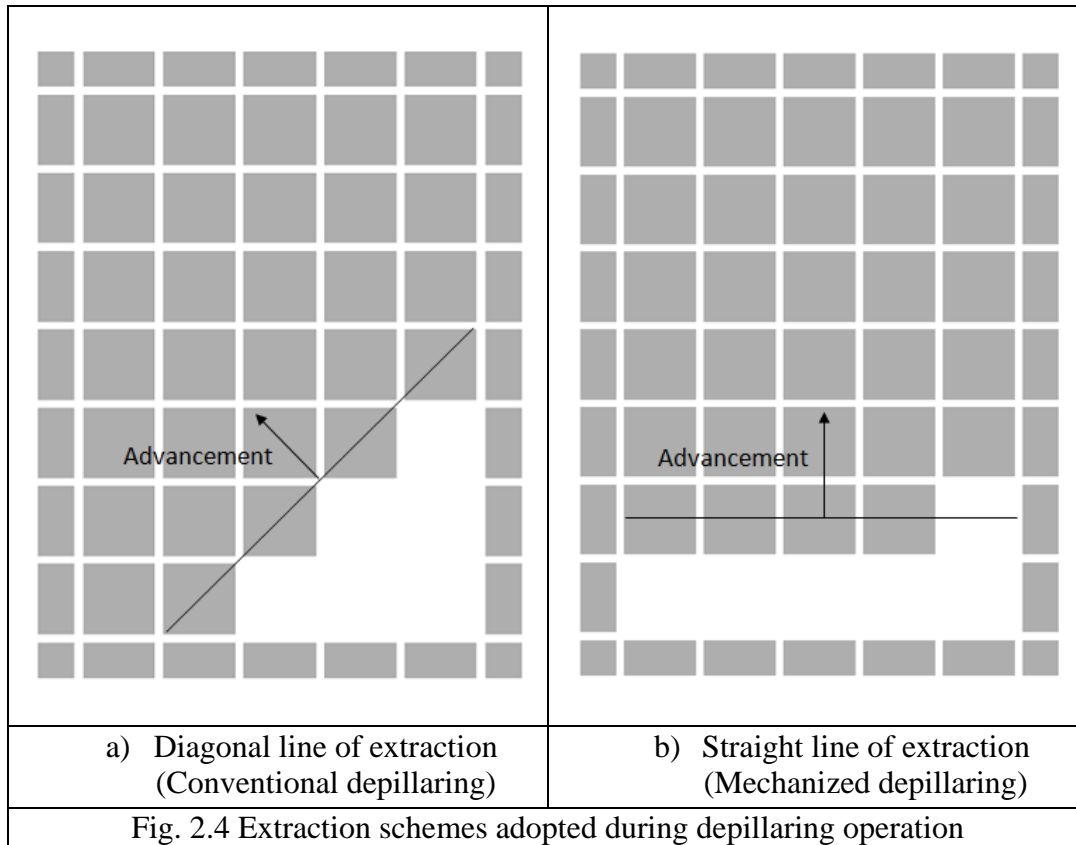 Advancement
Advancement
a) Diagonal line of extraction
(Conventional depillaring)
b) Straight line of extraction
(Mechanized depillaring)
Fig. 2.4 Extraction schemes adopted during depillaring operation